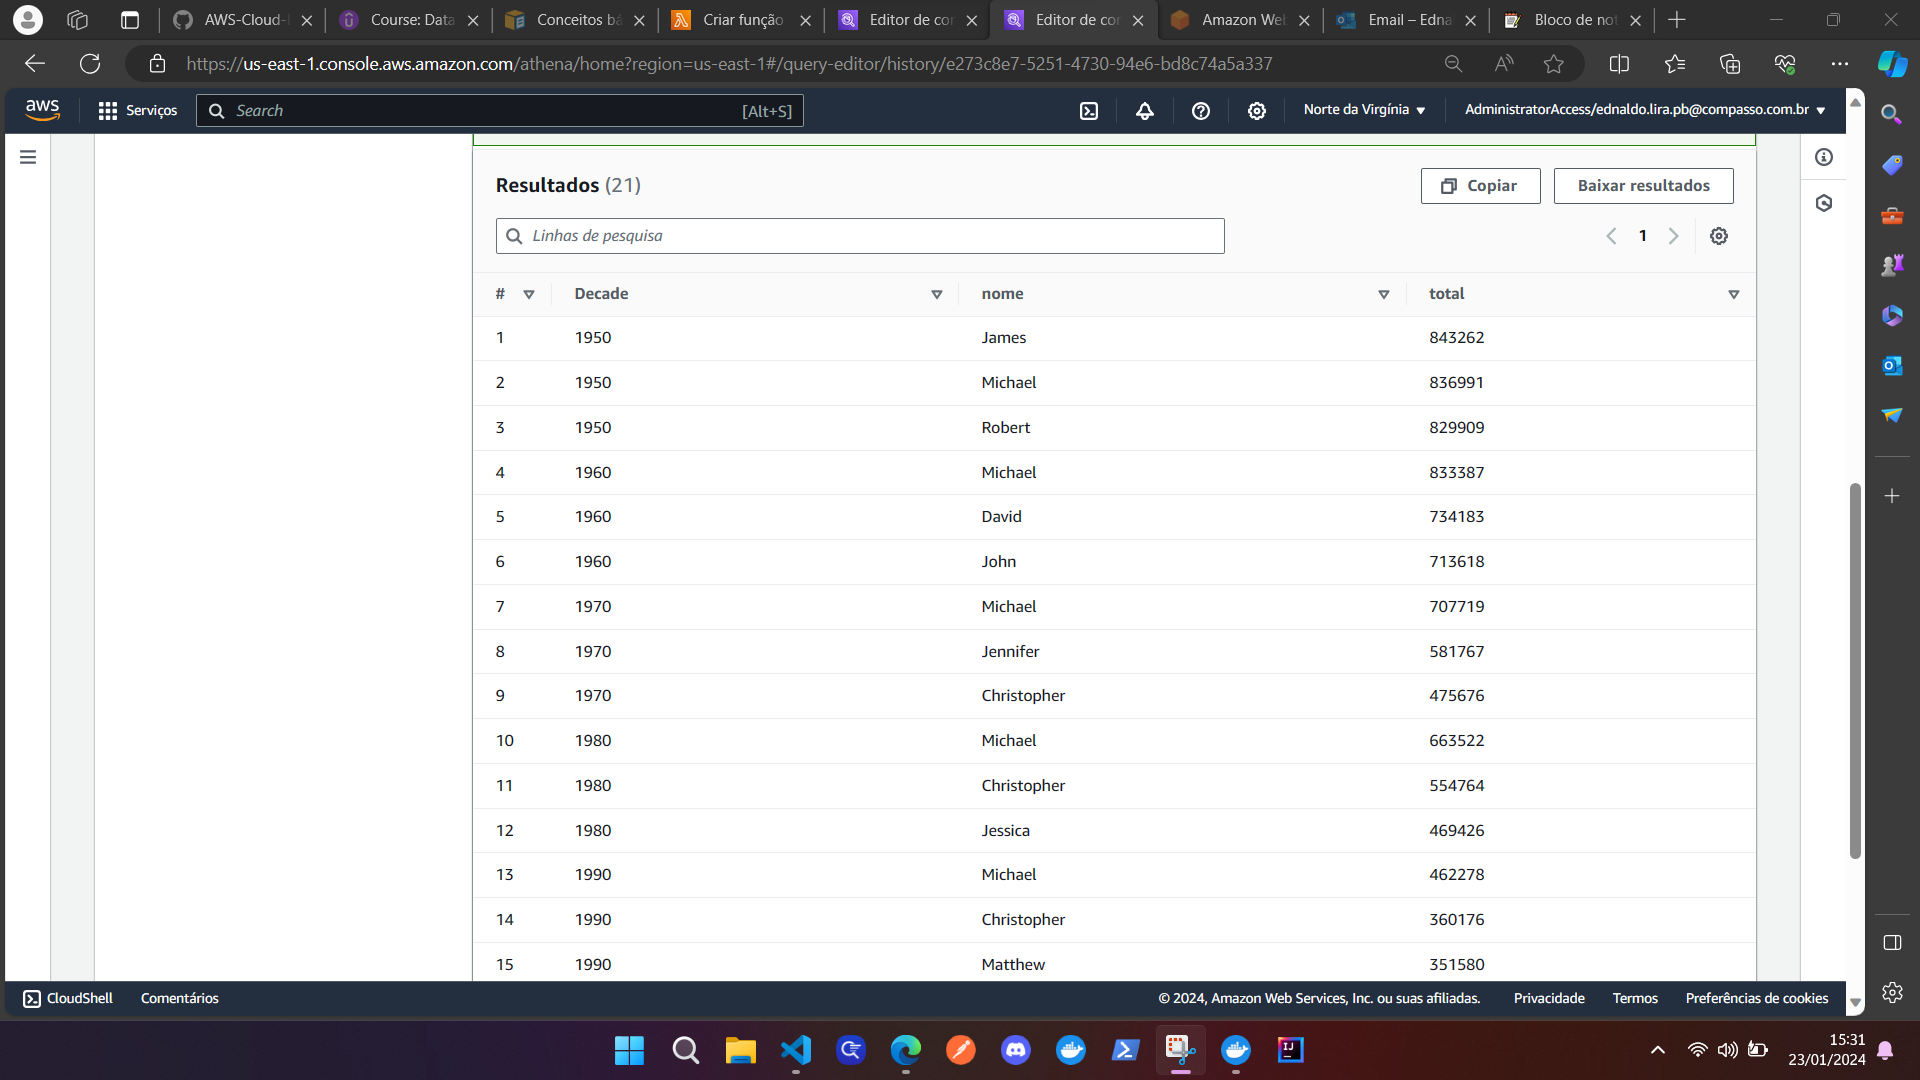 AWS-Cloud-
Course: Data
Conceitos bá
Criar função
Editor de con
Editor de con
Amazon Web
Email – Edna
Bloco de not
https://us-east-1.console.aws.amazon.com/athena/home?region=us-east-1#/query-editor/history/e273c8e7-5251-4730-94e6-bd8c74a5a337
aws
Serviços
Search
[Alt+S]
Norte da Virgínia
AdministratorAccess/ednaldo.lira.pb@compasso.com.br
Resultados (21)
Copiar
Baixar resultados
Linhas de pesquisa
1
# Decade nome total
1 1950 James 843262
2 1950 Michael 836991
3 1950 Robert 829909
4 1960 Michael 833387
5 1960 David 734183
6 1960 John 713618
7 1970 Michael 707719
8 1970 Jennifer 581767
9 1970 Christopher 475676
10 1980 Michael 663522
11 1980 Christopher 554764
12 1980 Jessica 469426
13 1990 Michael 462278
14 1990 Christopher 360176
15 1990 Matthew 351580
CloudShell
Comentários
© 2024, Amazon Web Services, Inc. ou suas afiliadas.
Privacidade
Termos
Preferências de cookies
15:31
23/01/2024